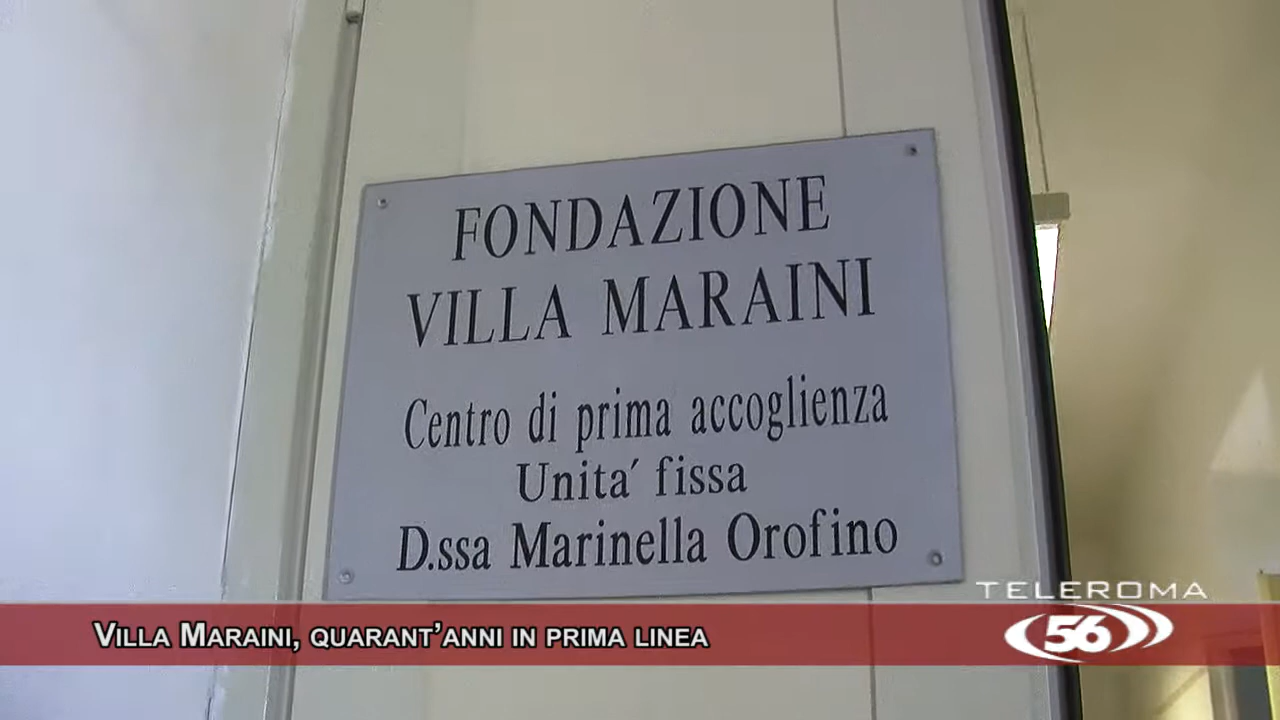 FONDAZIONE
VILLA MARAINI
Centro di prima accoglienza
Unita´ fissa
D.ssa Marinella Orofino
TELEROMA
56
VILLA MARAINI, QUARANT'ANNI IN PRIMA LINEA